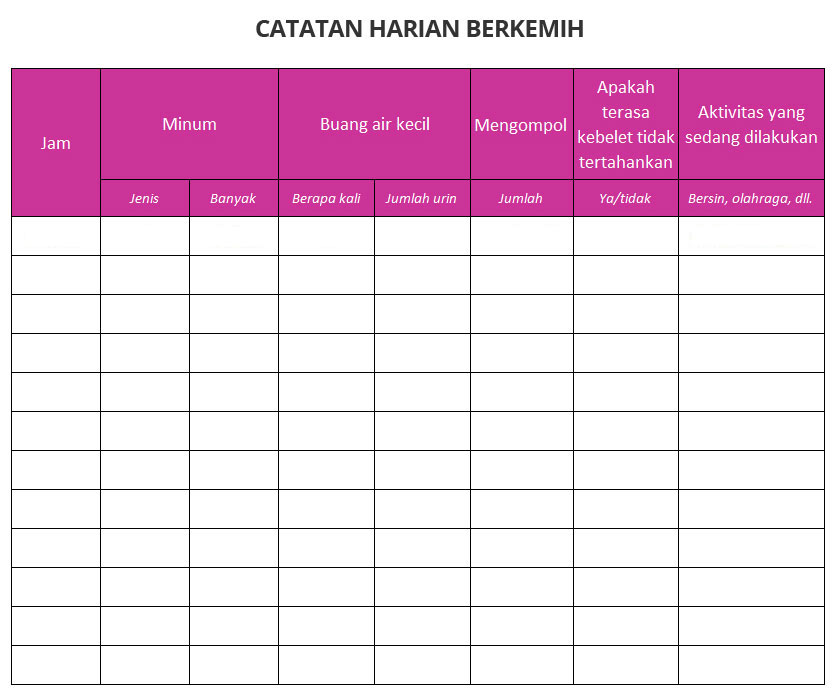 CATATAN HARIAN BERKEMIH
Jam
Minum
Buang air kecil
Mengompol
Apakah
terasa
kebelet tidak
tertahankan
Aktivitas yang
sedang dilakukan
Jenis
Banyak
Berapa kali
Jumlah urin
Jumlah
Ya/tidak
Bersin, olahraga, dll.